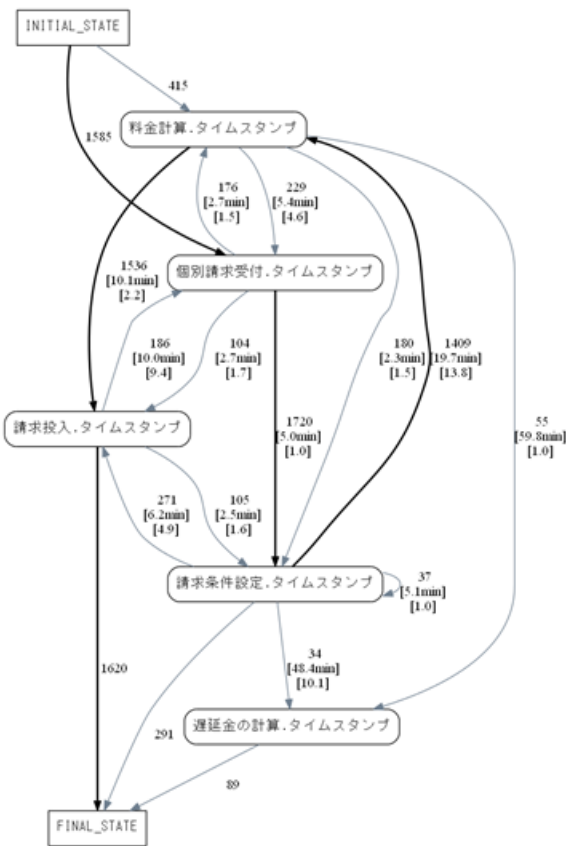 INITIAL_STATE
415
1585
料金計算.タイムスタンプ
176
[2.7min]
[1.5]
229
[5.4min]
[4.6]
1536
[10.1min]
[2.2]
個別請求受付.タイムスタンプ
186
[10.0min]
[9.4]
104
[2.7min]
[1.7]
180
[2.3min]
[1.5]
1409
[19.7min]
[13.8]
請求投入.タイムスタンプ
1720
[5.0min]
[1.0]
55
[59.8min]
[1.0]
271
[6.2min]
[4.9]
105
[2.5min]
[1.6]
請求条件設定.タイムスタンプ
37
[5.1min]
[1.0]
1620
34
[48.4min]
[10.1]
遅延金の計算.タイムスタンプ
291
89
FINAL_STATE